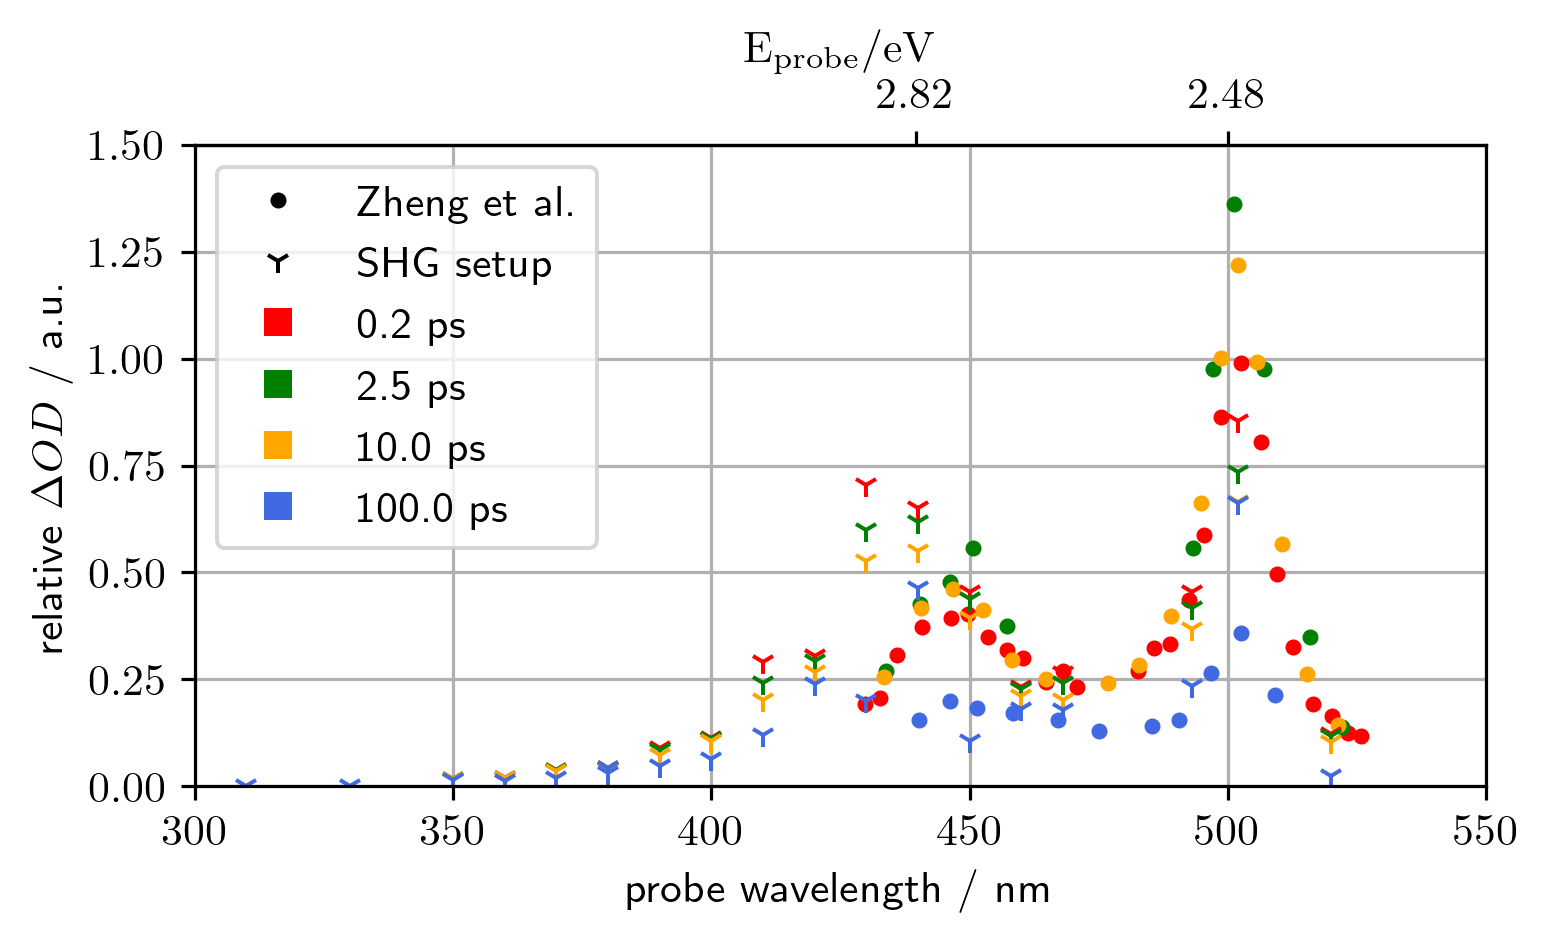 E_probe/eV
2.82 2.48
1.50
1.25
1.00
0.75
0.50
0.25
0.00
relative ΔOD / a.u.
Zheng et al.
SHG setup
0.2 ps
2.5 ps
10.0 ps
100.0 ps
300 350 400 450 500 550
probe wavelength / nm